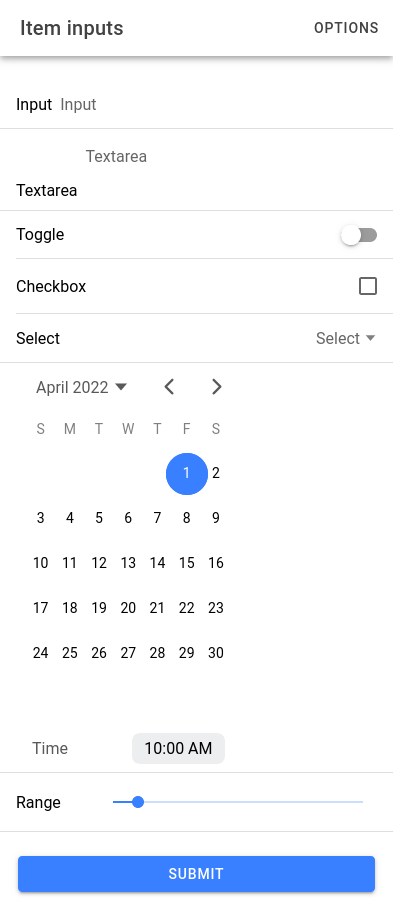 Item inputs OPTIONS
Input Input
Textarea
Textarea
Toggle
Checkbox
Select Select
April 2022
S M T W T F S
1 2
3 4 5 6 7 8 9
10 11 12 13 14 15 16
17 18 19 20 21 22 23
24 25 26 27 28 29 30
Time 10:00 AM
Range
SUBMIT